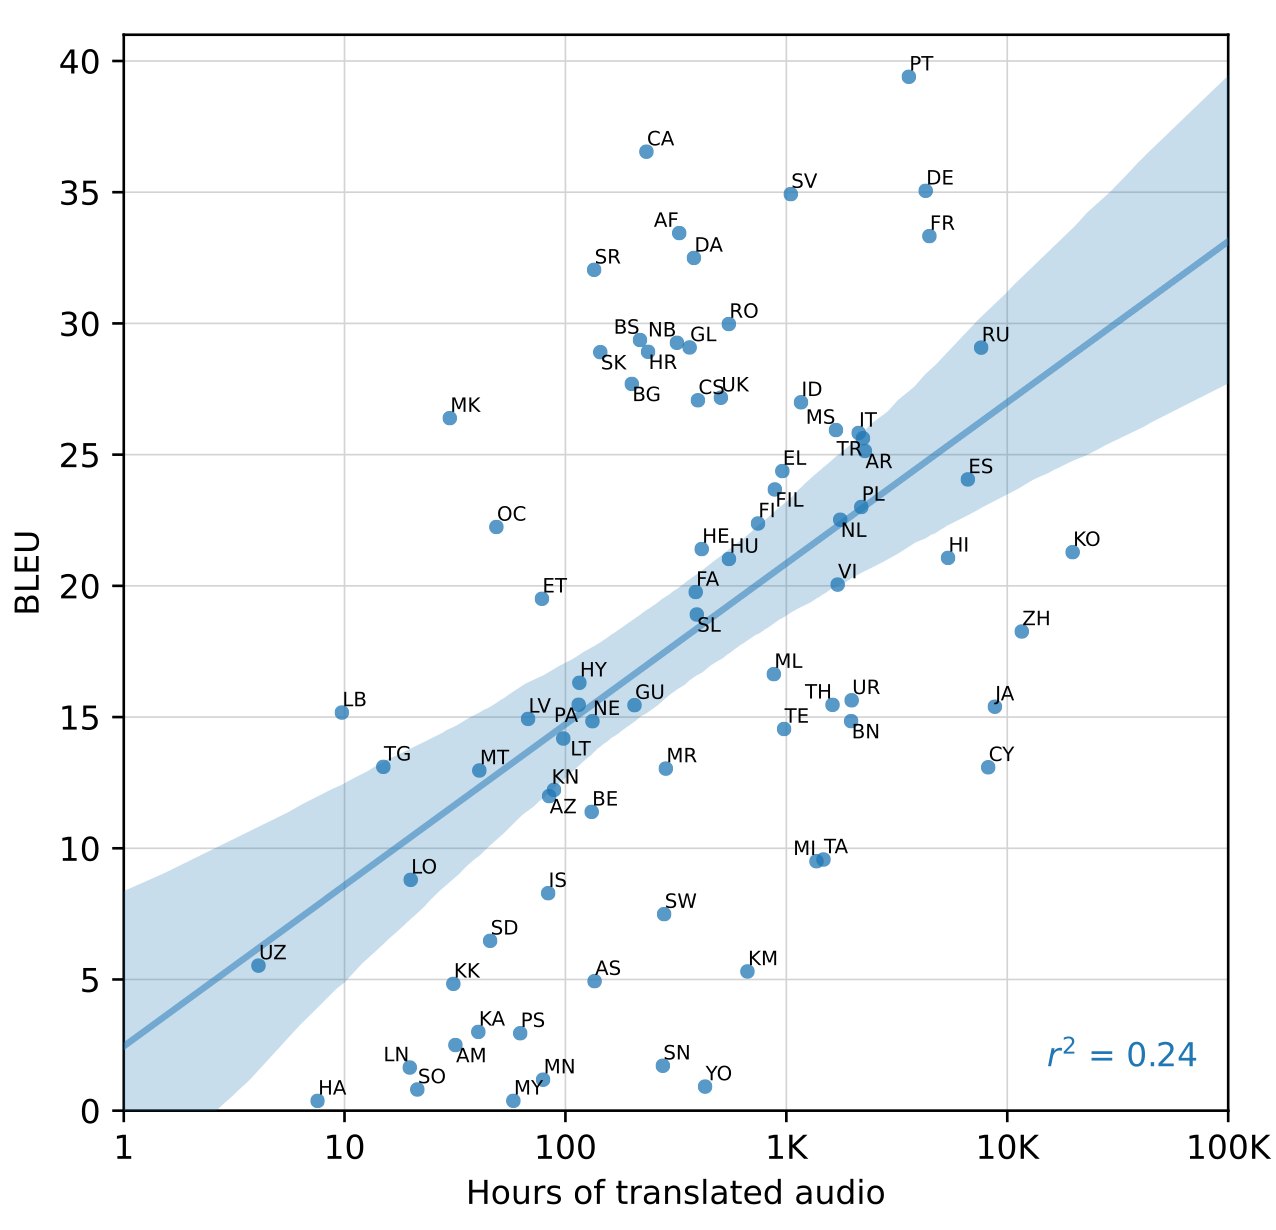 40
35
30
25
20
15
10
5
0
BLEU
PT
CA
SV
DE
AF
FR
DA
SR
RO
BS
NB
GL
RU
SK
HR
BG
CS
UK
ID
MK
MS
IT
TR
AR
EL
ES
FIL
PL
FI
OC
NL
HE
HU
KO
HI
FA
VI
ET
SL
ZH
HY
ML
GU
TH
UR
LB
LV
PA
NE
JA
TE
BN
LT
TG
MT
MR
CY
KN
AZ
BE
MI
TA
LO
IS
SW
SD
UZ
KK
AS
KM
KA
PS
AM
LN
SN
r² = 0.24
SO
MN
YO
HA
MY
1 10 100 1K 10K 100K
Hours of translated audio